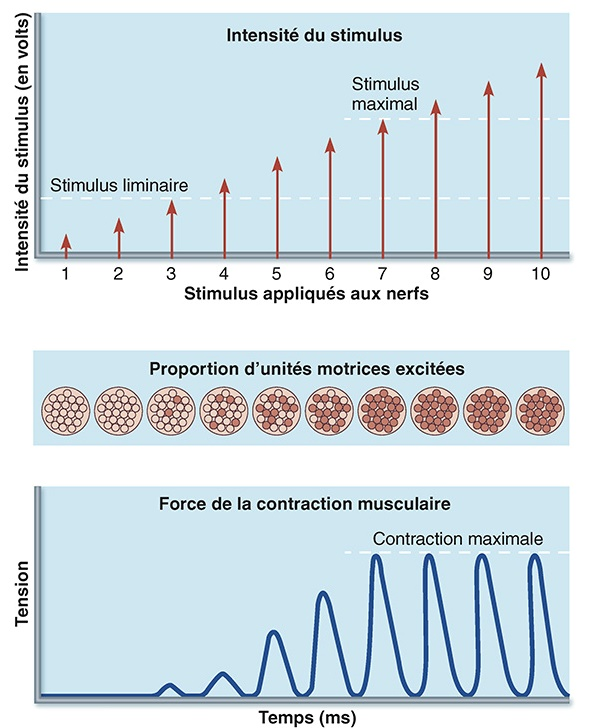 Intensité du stimulus
Intensité du stimulus (en volts)
Stimulus
maximal
Stimulus liminaire
1 2 3 4 5 6 7 8 9 10
Stimulus appliqués aux nerfs
Proportion d’unités motrices excitées
Force de la contraction musculaire
Contraction maximale
Tension
Temps (ms)